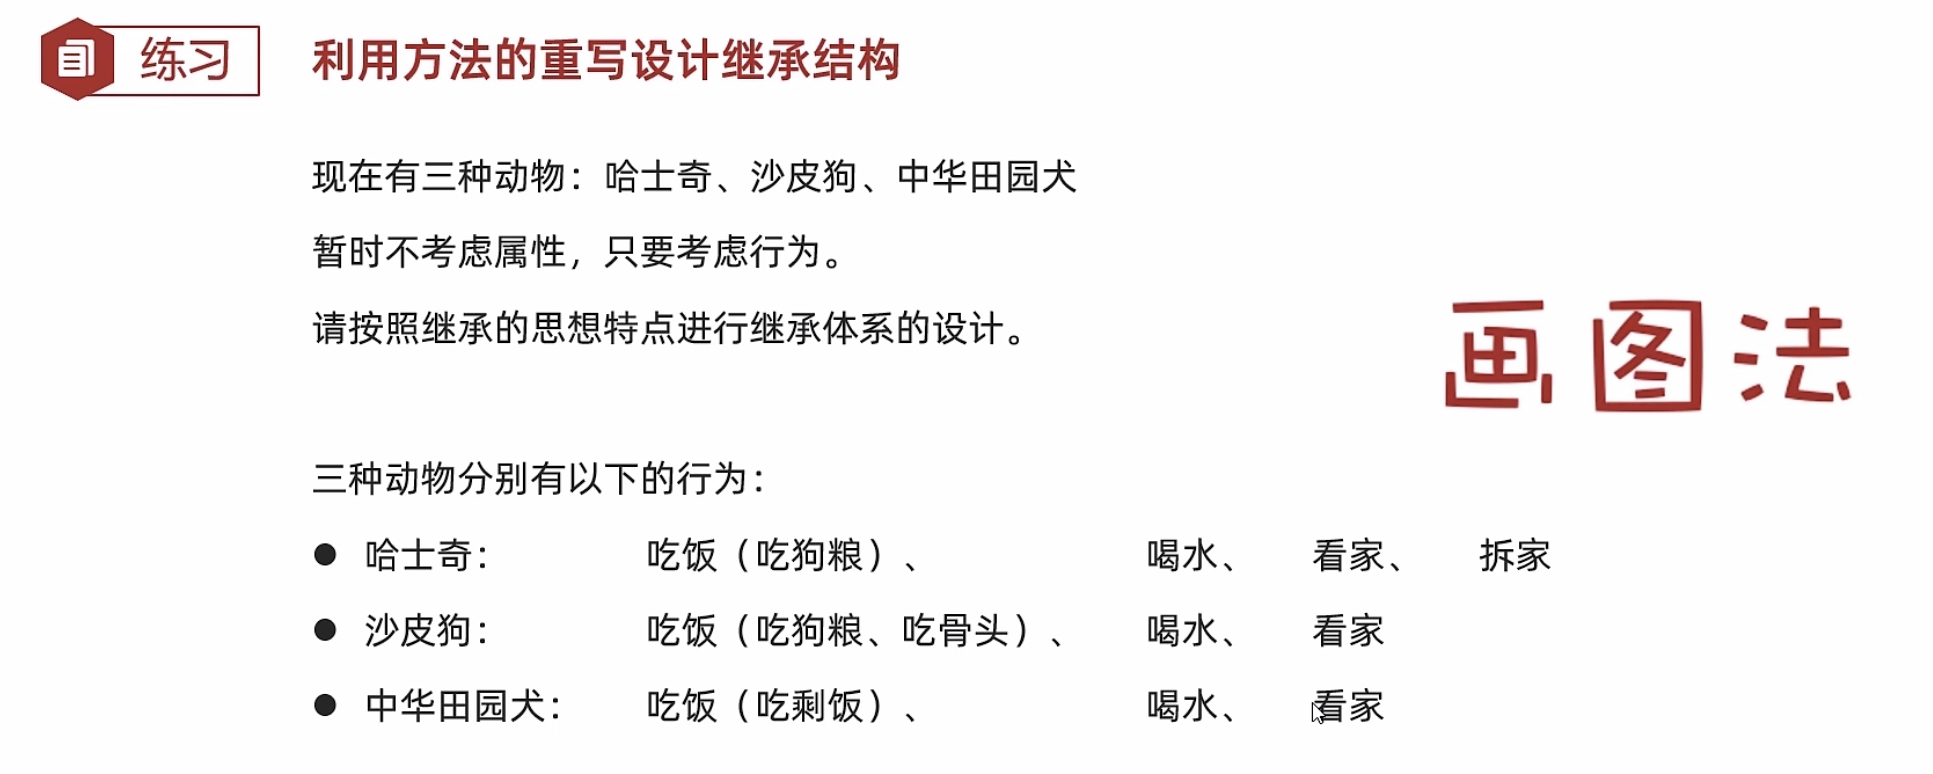 练习
利用方法的重写设计继承结构
现在有三种动物：哈士奇、沙皮狗、中华田园犬
暂时不考虑属性，只要考虑行为。
请按照继承的思想特点进行继承体系的设计。
画图法
三种动物分别有以下的行为：
● 哈士奇： 吃饭（吃狗粮）、 喝水、 看家、 拆家
● 沙皮狗： 吃饭（吃狗粮、吃骨头）、 喝水、 看家
● 中华田园犬： 吃饭（吃剩饭）、 喝水、 看家